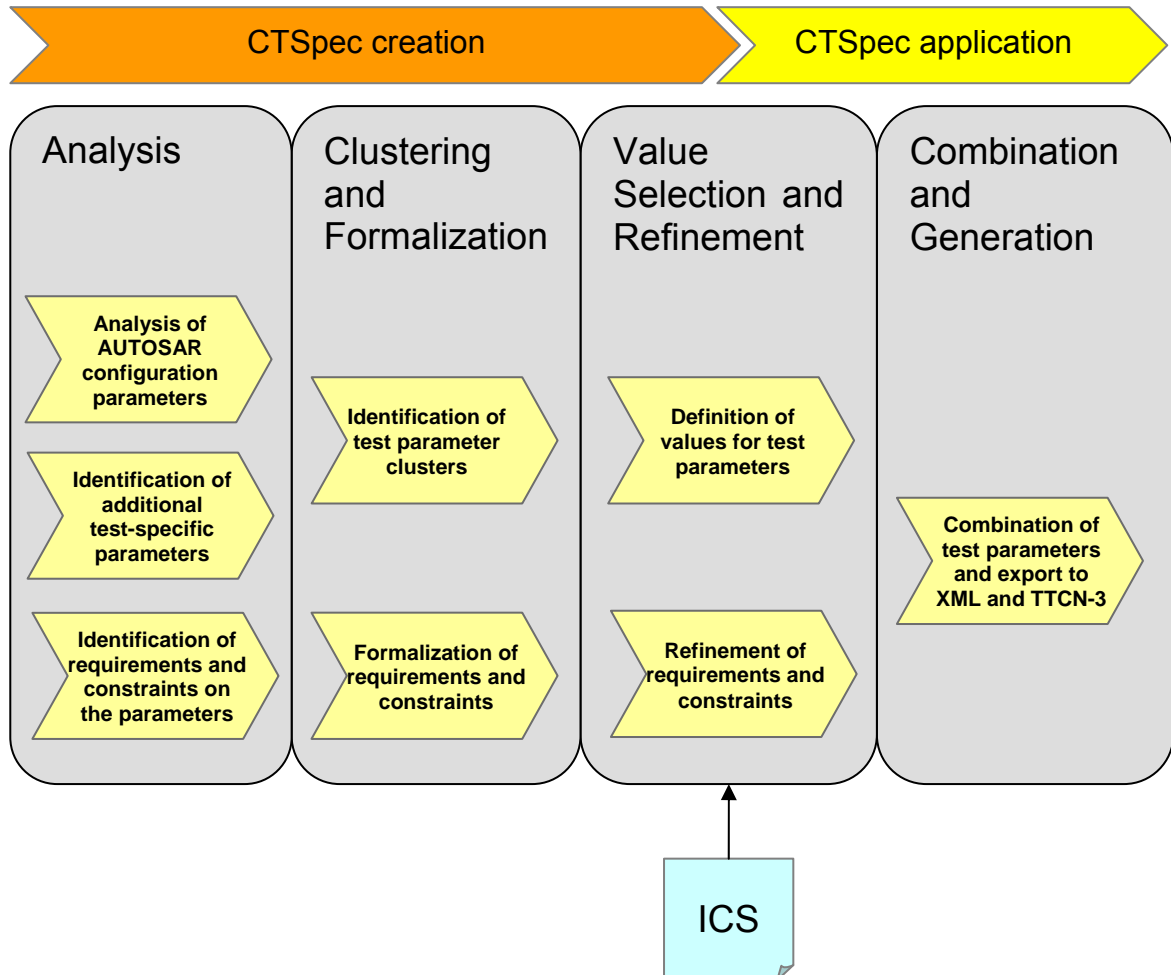 CTSpec creation
CTSpec application
Analysis
Analysis of
AUTOSAR
configuration
parameters
Identification of
additional
test-specific
parameters
Identification of
requirements and
constraints on
the parameters
Clustering
and
Formalization
Identification of
test parameter
clusters
Formalization of
requirements and
constraints
Value
Selection and
Refinement
Definition of
values for test
parameters
Refinement of
requirements and
constraints
Combination
and
Generation
Combination of
test parameters
and export to
XML and TTCN-3
ICS